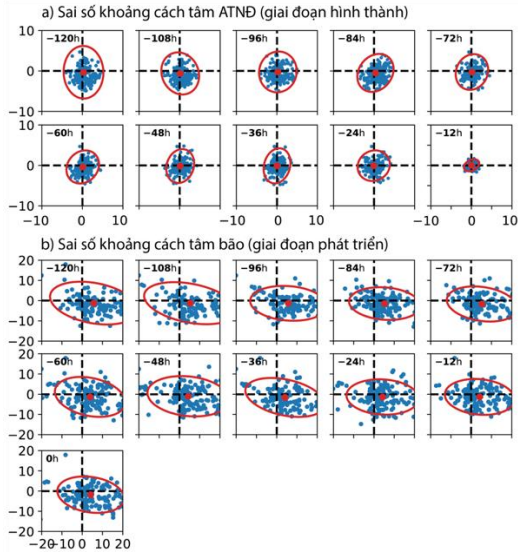 a) Sai số khoảng cách tâm ATNĐ (giai đoạn hình thành)
10
0
−10
−120h
−108h
−96h
−84h
−72h
10
0
−10
−60h
−48h
−36h
−24h
−12h
−10 0 10
0 10
0 10
0 10
−10 0 10
b) Sai số khoảng cách tâm bão (giai đoạn phát triển)
20
10
0
−10
−20
−120h
−108h
−96h
−84h
−72h
20
10
0
−10
−20
−60h
−48h
−36h
−24h
−12h
20
10
0
−10
−20
0h
−20 −10 0 10 20